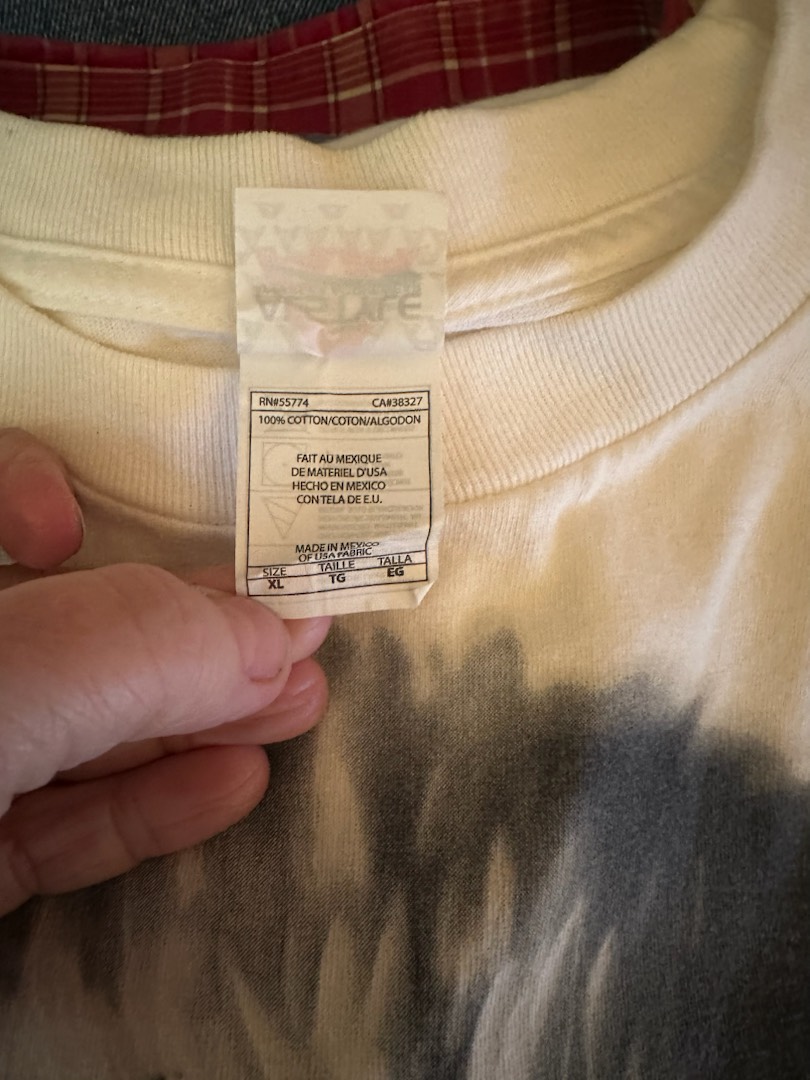 ALSTYLE
RN#55774 CA#38327
100% COTTON/COTON/ALGODON
FAIT AU MEXIQUE
DE MATERIEL D'USA
HECHO EN MEXICO
CON TELA DE E.U.
MADE IN MEXICO
OF USA FABRIC
SIZE TAILLE TALLA
XL TG EG